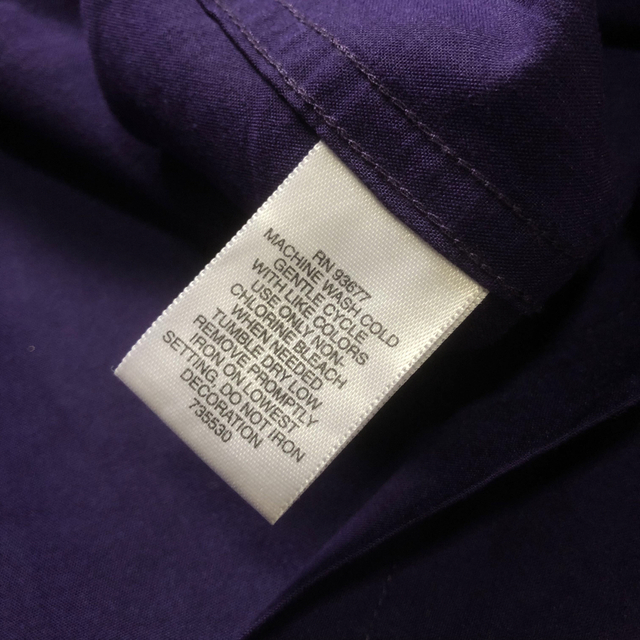 RN 93677
MACHINE WASH COLD
GENTLE CYCLE
WITH LIKE COLORS
USE ONLY NON-
CHLORINE BLEACH
WHEN NEEDED
TUMBLE DRY LOW
REMOVE PROMPTLY
IRON ON LOWEST
SETTING, DO NOT IRON
DECORATION
735530